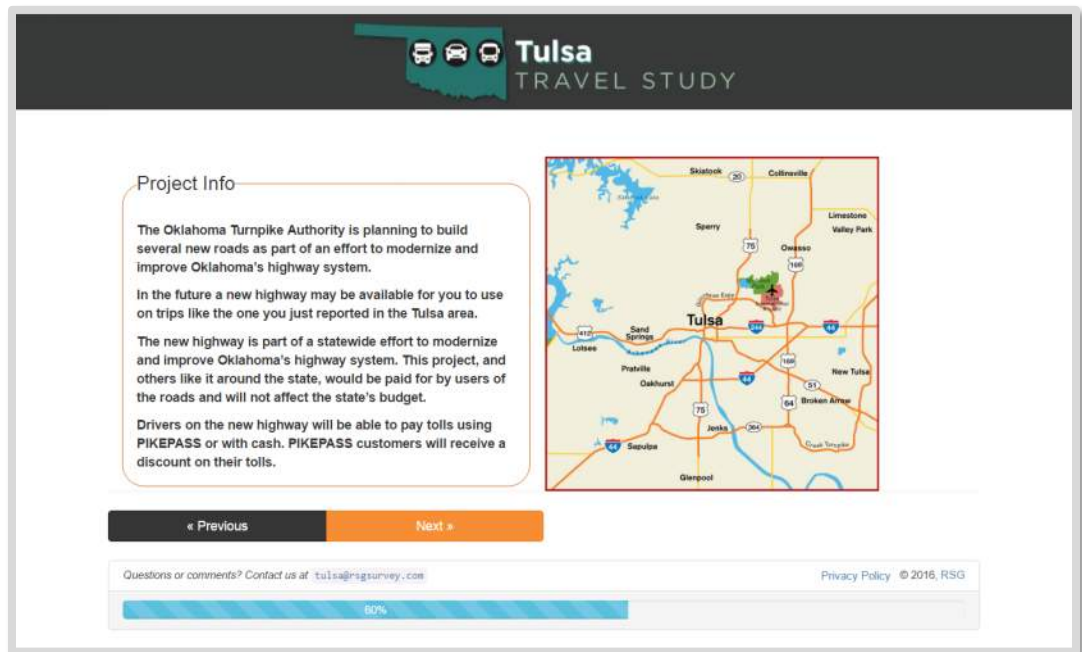 Tulsa
TRAVEL STUDY
Project Info
The Oklahoma Turnpike Authority is planning to build
several new roads as part of an effort to modernize and
improve Oklahoma's highway system.
In the future a new highway may be available for you to use
on trips like the one you just reported in the Tulsa area.
The new highway is part of a statewide effort to modernize
and improve Oklahoma's highway system. This project, and
others like it around the state, would be paid for by users of
the roads and will not affect the state's budget.
Drivers on the new highway will be able to pay tolls using
PIKEPASS or with cash. PIKEPASS customers will receive a
discount on their tolls.
Skiatook
20
Collinsville
Limestone
Valley Park
Sperry
75
Owasso
169
Tulsa
244
44
412
Sand
Springs
Lotsee
Pratville
Oakhurst
44
169
New Tulsa
51
75
64
Broken Arrow
Jenks
364
Creek Turnpike
44
Sapulpa
Glenpool
« Previous
Next »
Questions or comments? Contact us at tulsa@rsgsurvey.com
Privacy Policy © 2016, RSG
60%